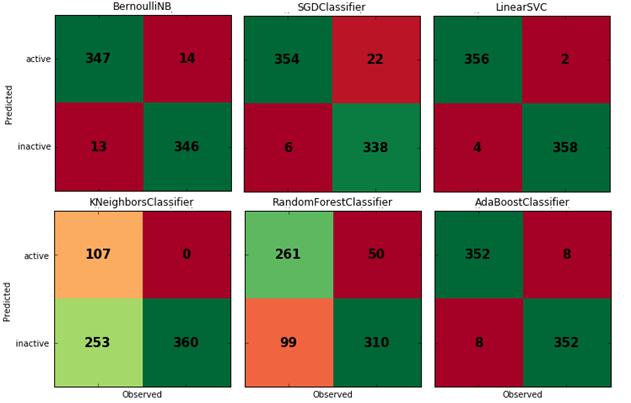 BernoulliNB
SGDClassifier
LinearSVC
Predicted
active
347
14
354
22
356
2
inactive
13
346
6
338
4
358
KNeighborsClassifier
RandomForestClassifier
AdaBoostClassifier
Predicted
active
107
0
261
50
352
8
inactive
253
360
99
310
8
352
Observed
Observed
Observed